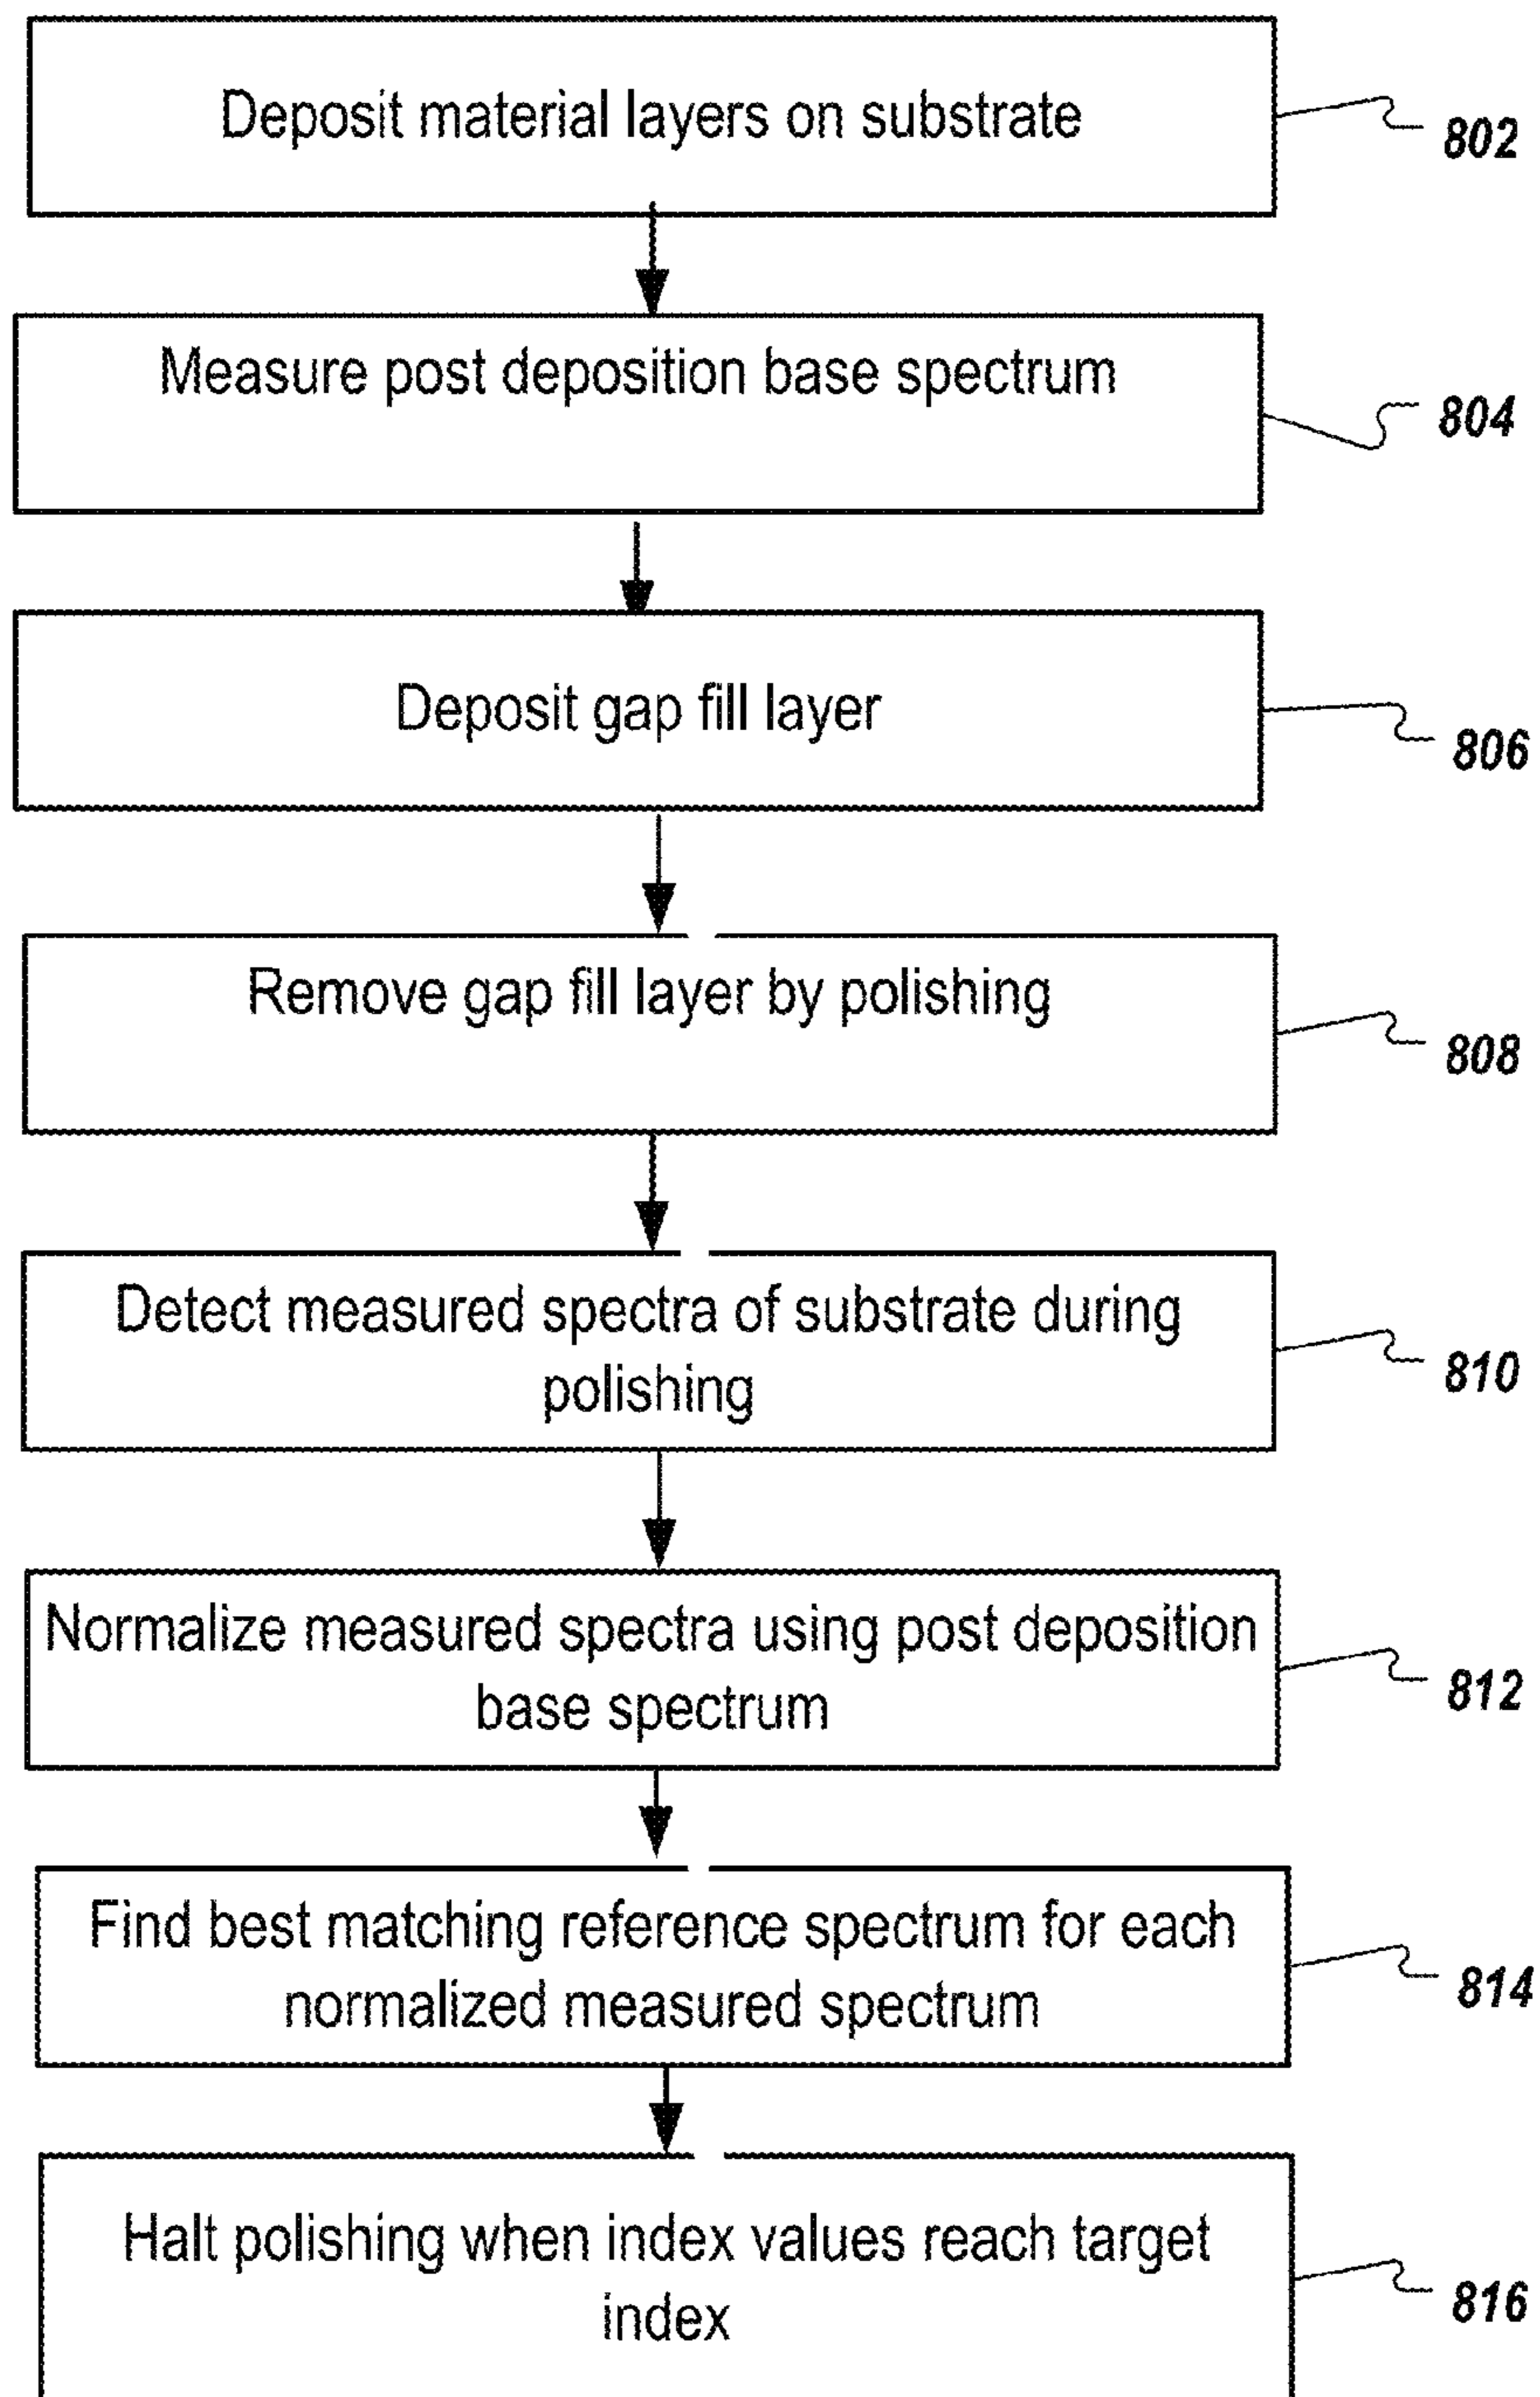 Deposit material layers on substrate
802
Measure post deposition base spectrum
804
Deposit gap fill layer
806
Remove gap fill layer by polishing
808
Detect measured spectra of substrate during
polishing
810
Normalize measured spectra using post deposition
base spectrum
812
Find best matching reference spectrum for each
normalized measured spectrum
814
Halt polishing when index values reach target
index
816